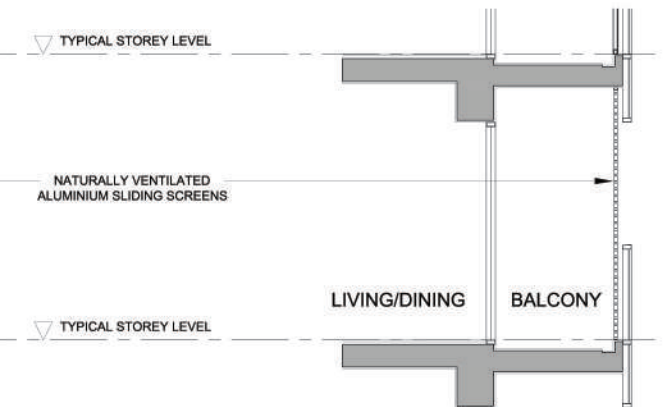 TYPICAL STOREY LEVEL
NATURALLY VENTILATED
ALUMINIUM SLIDING SCREENS
LIVING/DINING
BALCONY
TYPICAL STOREY LEVEL